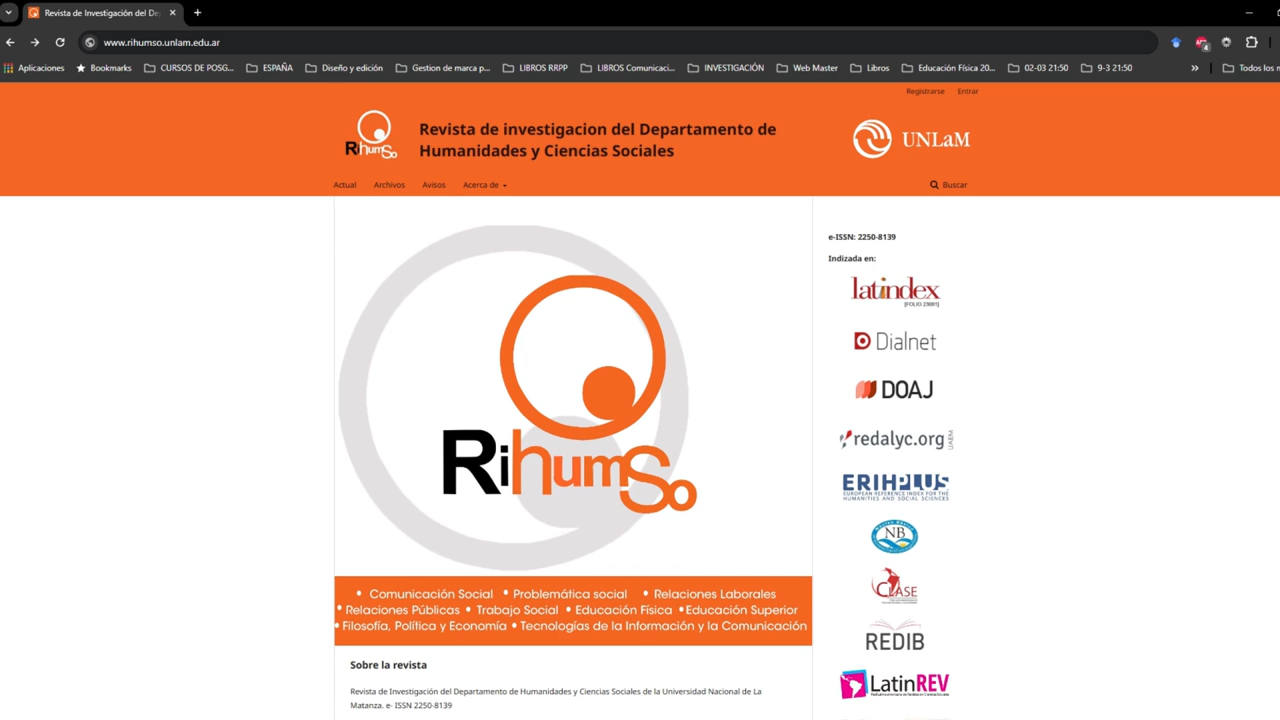 Revista de Investigación del De
www.rihumso.unlam.edu.ar
4
Aplicaciones
Bookmarks
CURSOS DE POSG...
ESPAÑA
Diseño y edición
Gestion de marca p...
LIBROS RRPP
LIBROS Comunicaci...
INVESTIGACIÓN
Web Master
Libros
Educación Física 20...
02-03 21:50
9-3 21:50
Todos los m
Registrarse
Entrar
RihumSo
Revista de investigacion del Departamento de
Humanidades y Ciencias Sociales
UNLaM
Actual
Archivos
Avisos
Acerca de
Buscar
RihumSo
• Comunicación Social • Problemática social • Relaciones Laborales
• Relaciones Públicas • Trabajo Social • Educación Física • Educación Superior
• Filosofía, Política y Economía • Tecnologías de la Información y la Comunicación
Sobre la revista
Revista de Investigación del Departamento de Humanidades y Ciencias Sociales de la Universidad Nacional de La
Matanza. e- ISSN 2250-8139
e-ISSN: 2250-8139
Indizada en:
latindex
[FOLIO 25081]
Dialnet
DOAJ
redalyc.org
UAEM
ERIHPLUS
EUROPEAN REFERENCE INDEX FOR THE
HUMANITIES AND SOCIAL SCIENCES
NB
CLASE
REDIB
LatinREV